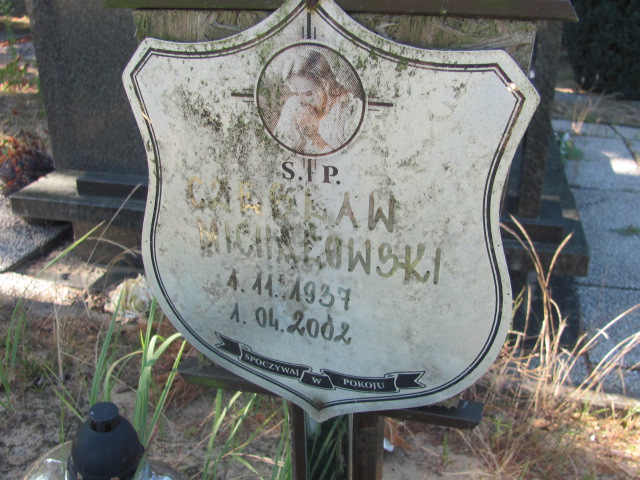 Ś.†P.
CZESŁAW
MICHAŁOWSKI
1.11.1937
1.04.2002
SPOCZYWAJ W POKOJU